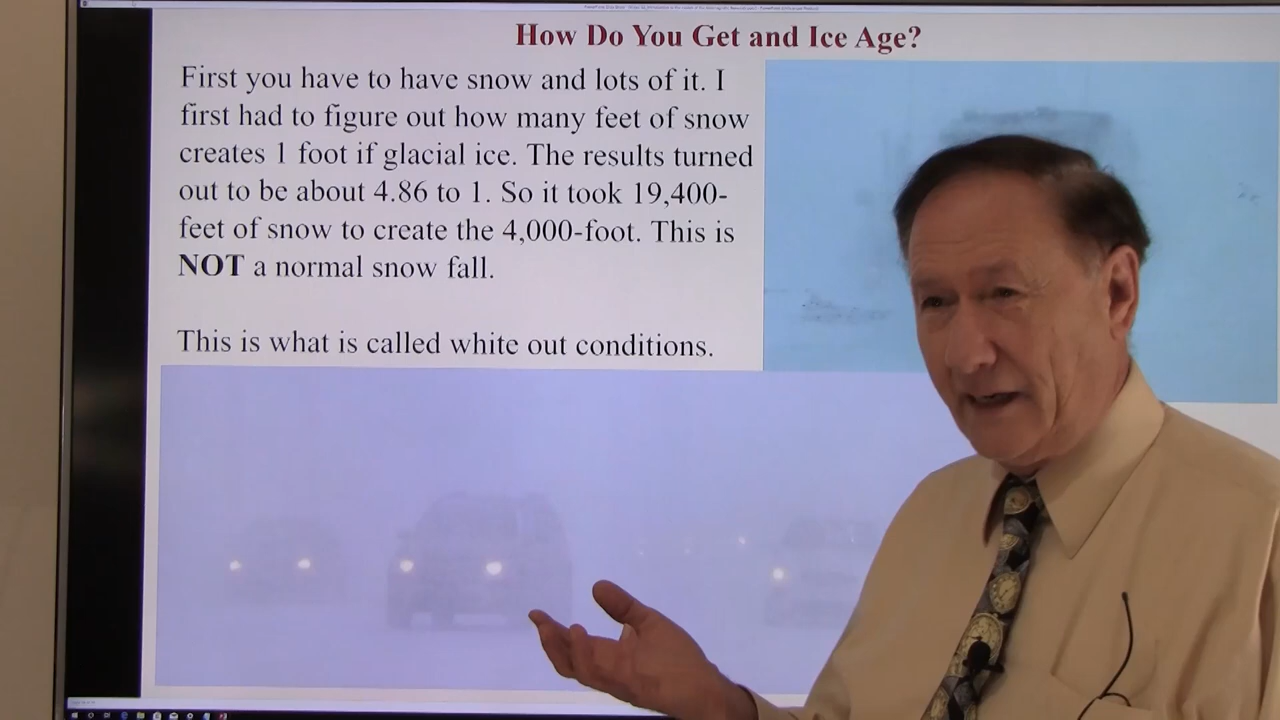 How Do You Get and Ice Age?
First you have to have snow and lots of it. I
first had to figure out how many feet of snow
creates 1 foot if glacial ice. The results turned
out to be about 4.86 to 1. So it took 19,400-
feet of snow to create the 4,000-foot. This is
NOT a normal snow fall.
This is what is called white out conditions.